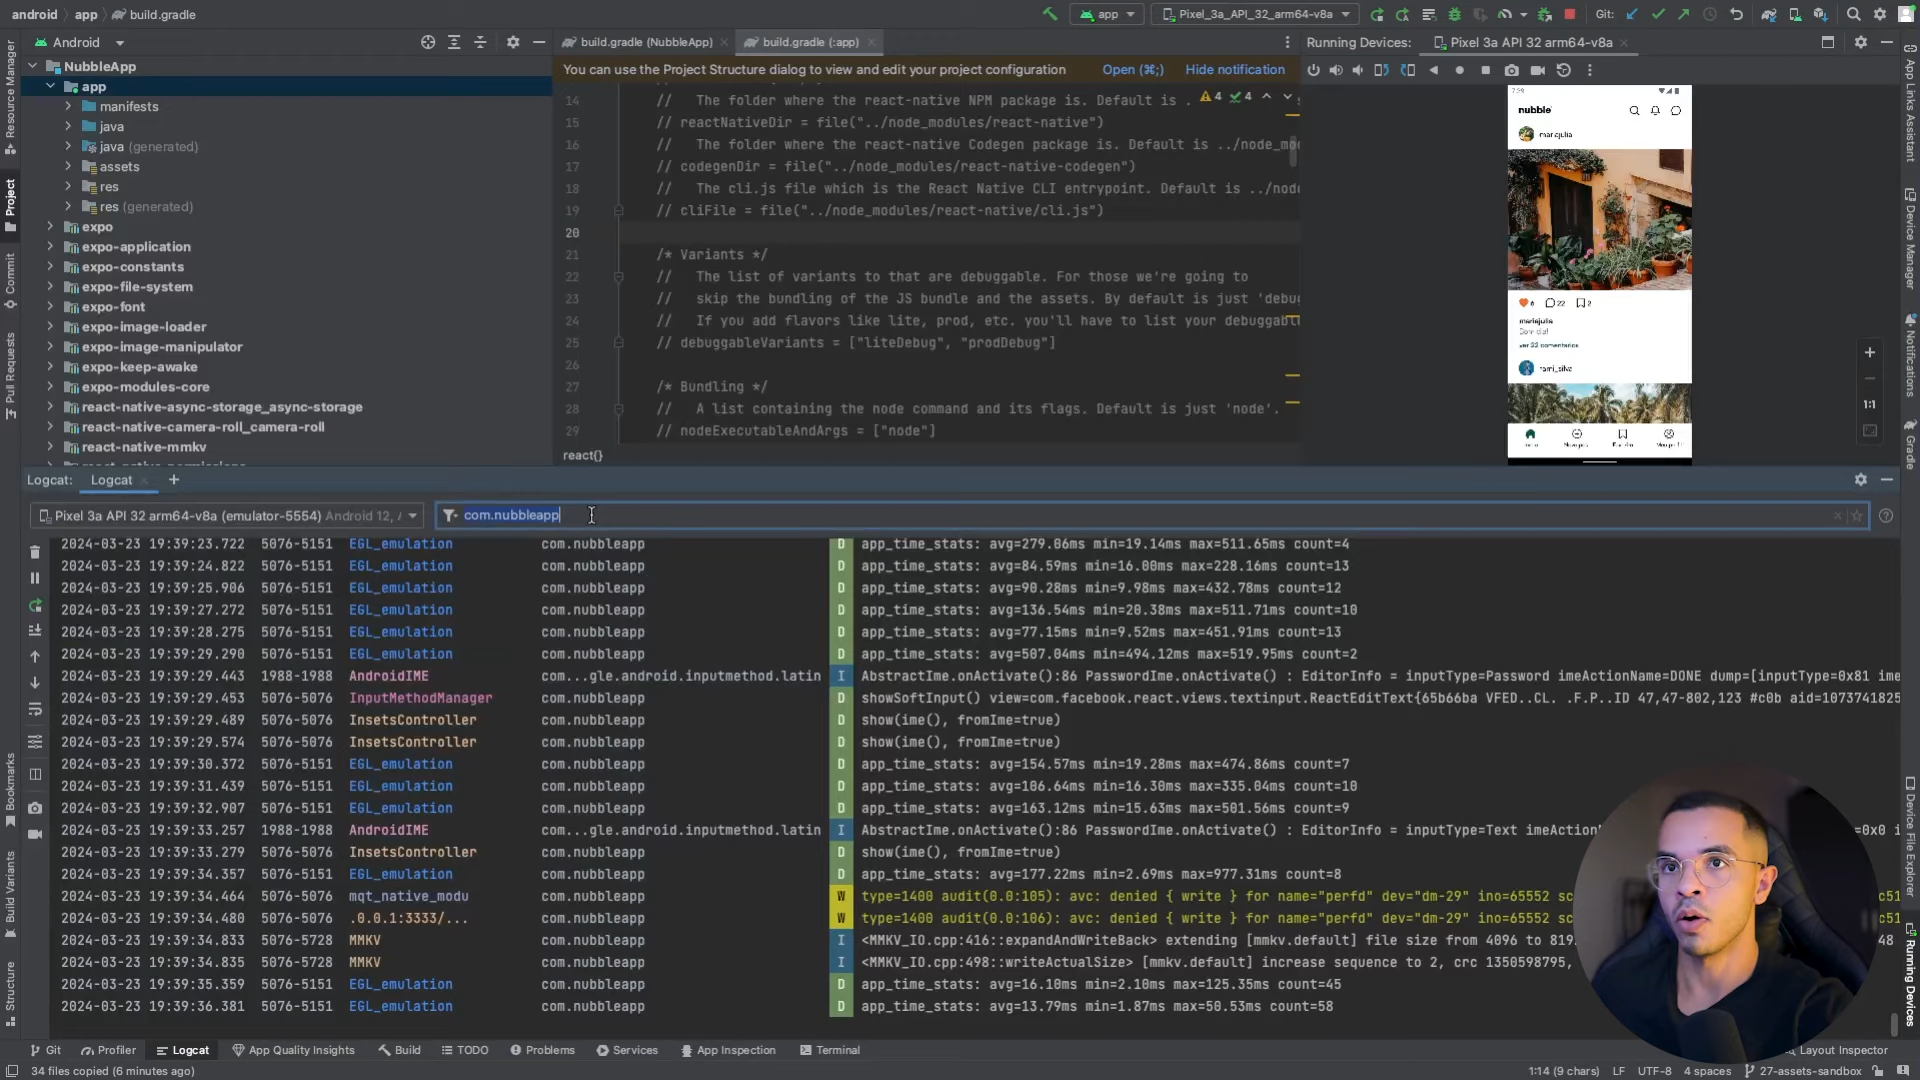 android app build.gradle
app Pixel_3a_API_32_arm64-v8a Git:
Android
build.gradle (NubbleApp) build.gradle (:app)
Running Devices: Pixel 3a API 32 arm64-v8a
You can use the Project Structure dialog to view and edit your project configuration Open (⌘;) Hide notification
NubbleApp
app
manifests
java
java (generated)
assets
res
res (generated)
expo
expo-application
expo-constants
expo-file-system
expo-font
expo-image-loader
expo-image-manipulator
expo-keep-awake
expo-modules-core
react-native-async-storage_async-storage
react-native-camera-roll_camera-roll
react-native-mmkv
14 // The folder where the react-native NPM package is. Default is . 4 4
15 // reactNativeDir = file("../node_modules/react-native")
16 // The folder where the react-native Codegen package is. Default is ../node_mo
17 // codegenDir = file("../node_modules/react-native-codegen")
18 // The cli.js file which is the React Native CLI entrypoint. Default is ../nod
19 // cliFile = file("../node_modules/react-native/cli.js")
20
21 /* Variants */
22 // The list of variants to that are debuggable. For those we're going to
23 // skip the bundling of the JS bundle and the assets. By default is just 'debu
24 // If you add flavors like lite, prod, etc. you'll have to list your debuggabl
25 // debuggableVariants = ["liteDebug", "prodDebug"]
26
27 /* Bundling */
28 // A list containing the node command and its flags. Default is just 'node'.
29 // nodeExecutableAndArgs = ["node"]
react{}
nubble
mariajulia
6 22 2
mariajulia
Bom dia!
ver 22 comentários
rami_silva
1:1
Logcat: Logcat
Pixel 3a API 32 arm64-v8a (emulator-5554) Android 12, com.nubbleapp
2024-03-23 19:39:23.722 5076-5151 EGL_emulation com.nubbleapp D app_time_stats: avg=279.06ms min=19.14ms max=511.65ms count=4
2024-03-23 19:39:24.822 5076-5151 EGL_emulation com.nubbleapp D app_time_stats: avg=84.59ms min=16.00ms max=228.16ms count=13
2024-03-23 19:39:25.906 5076-5151 EGL_emulation com.nubbleapp D app_time_stats: avg=90.28ms min=9.98ms max=432.78ms count=12
2024-03-23 19:39:27.272 5076-5151 EGL_emulation com.nubbleapp D app_time_stats: avg=136.54ms min=20.38ms max=511.71ms count=10
2024-03-23 19:39:28.275 5076-5151 EGL_emulation com.nubbleapp D app_time_stats: avg=77.15ms min=9.52ms max=451.91ms count=13
2024-03-23 19:39:29.290 5076-5151 EGL_emulation com.nubbleapp D app_time_stats: avg=507.04ms min=494.12ms max=519.95ms count=2
2024-03-23 19:39:29.443 1988-1988 AndroidIME com...gle.android.inputmethod.latin I AbstractIme.onActivate():86 PasswordIme.onActivate() : EditorInfo = inputType=Password imeActionName=DONE dump=[inputType=0x81 ime
2024-03-23 19:39:29.453 5076-5076 InputMethodManager com.nubbleapp D showSoftInput() view=com.facebook.react.views.textinput.ReactEditText{65b66ba VFED..CL. .F.P..ID 47,47-802,123 #c0b aid=1073741825
2024-03-23 19:39:29.489 5076-5076 InsetsController com.nubbleapp D show(ime(), fromIme=true)
2024-03-23 19:39:29.574 5076-5076 InsetsController com.nubbleapp D show(ime(), fromIme=true)
2024-03-23 19:39:30.372 5076-5151 EGL_emulation com.nubbleapp D app_time_stats: avg=154.57ms min=19.28ms max=474.86ms count=7
2024-03-23 19:39:31.439 5076-5151 EGL_emulation com.nubbleapp D app_time_stats: avg=106.64ms min=16.30ms max=335.04ms count=10
2024-03-23 19:39:32.907 5076-5151 EGL_emulation com.nubbleapp D app_time_stats: avg=163.12ms min=15.63ms max=501.56ms count=9
2024-03-23 19:39:33.257 1988-1988 AndroidIME com...gle.android.inputmethod.latin I AbstractIme.onActivate():86 PasswordIme.onActivate() : EditorInfo = inputType=Text imeAction =0x0 i
2024-03-23 19:39:33.279 5076-5076 InsetsController com.nubbleapp D show(ime(), fromIme=true)
2024-03-23 19:39:34.357 5076-5151 EGL_emulation com.nubbleapp D app_time_stats: avg=177.22ms min=2.69ms max=977.31ms count=8
2024-03-23 19:39:34.464 5076-5076 mqt_native_modu com.nubbleapp W type=1400 audit(0.0:105): avc: denied { write } for name="perfd" dev="dm-29" ino=65552 sc c51
2024-03-23 19:39:34.480 5076-5076 .0.0.1:3333/... com.nubbleapp W type=1400 audit(0.0:106): avc: denied { write } for name="perfd" dev="dm-29" ino=65552 sc c51
2024-03-23 19:39:34.833 5076-5728 MMKV com.nubbleapp I <MMKV_IO.cpp:416::expandAndWriteBack> extending [mmkv.default] file size from 4096 to 819 48
2024-03-23 19:39:34.835 5076-5728 MMKV com.nubbleapp I <MMKV_IO.cpp:498::writeActualSize> [mmkv.default] increase sequence to 2, crc 1350598795,
2024-03-23 19:39:35.359 5076-5151 EGL_emulation com.nubbleapp D app_time_stats: avg=16.10ms min=2.10ms max=125.35ms count=45
2024-03-23 19:39:36.381 5076-5151 EGL_emulation com.nubbleapp D app_time_stats: avg=13.79ms min=1.87ms max=50.53ms count=58
Git Profiler Logcat App Quality Insights Build TODO Problems Services App Inspection Terminal Layout Inspector
34 files copied (6 minutes ago) 1:14 (9 chars) LF UTF-8 4 spaces 27-assets-sandbox
Resource Manager
Project
Commit
Pull Requests
Bookmarks
Build Variants
Structure
App Links Assistant
Device Manager
Notifications
Gradle
Device File Explorer
Running Devices